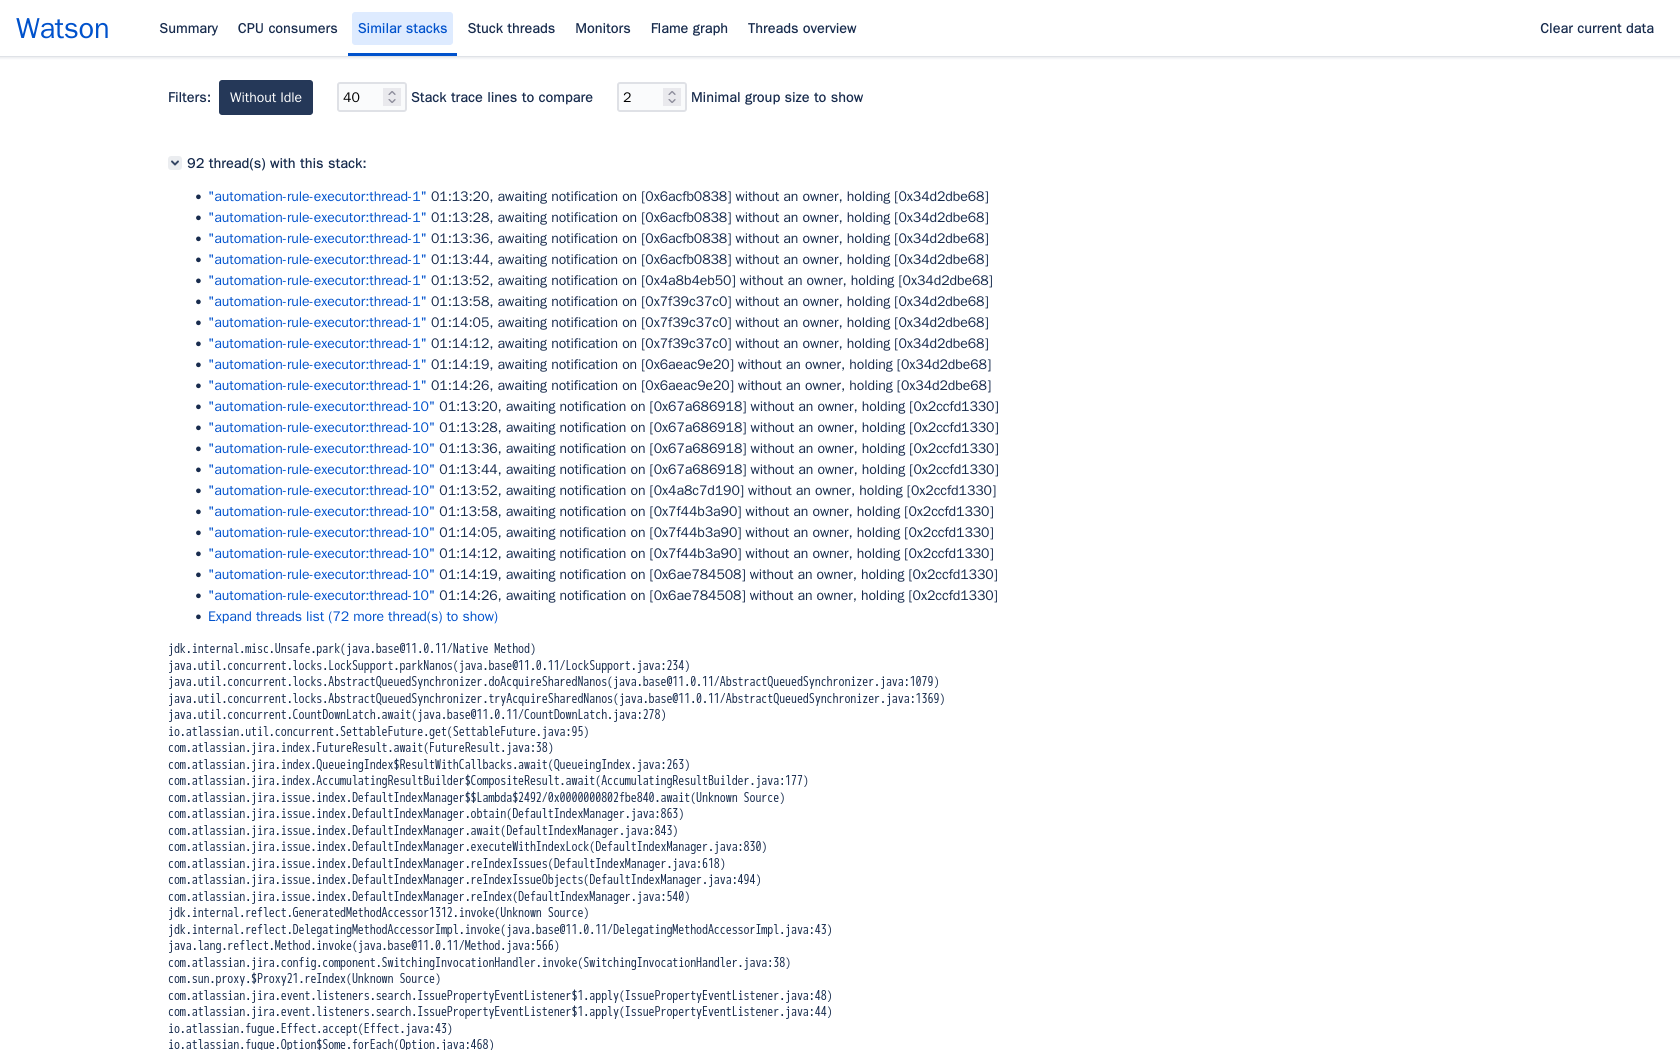 Watson
Summary CPU consumers Similar stacks Stuck threads Monitors Flame graph Threads overview Clear current data
Filters: Without Idle 40 Stack trace lines to compare 2 Minimal group size to show
92 thread(s) with this stack:
• "automation-rule-executor:thread-1" 01:13:20, awaiting notification on [0x6acfb0838] without an owner, holding [0x34d2dbe68]
• "automation-rule-executor:thread-1" 01:13:28, awaiting notification on [0x6acfb0838] without an owner, holding [0x34d2dbe68]
• "automation-rule-executor:thread-1" 01:13:36, awaiting notification on [0x6acfb0838] without an owner, holding [0x34d2dbe68]
• "automation-rule-executor:thread-1" 01:13:44, awaiting notification on [0x6acfb0838] without an owner, holding [0x34d2dbe68]
• "automation-rule-executor:thread-1" 01:13:52, awaiting notification on [0x4a8b4eb50] without an owner, holding [0x34d2dbe68]
• "automation-rule-executor:thread-1" 01:13:58, awaiting notification on [0x7f39c37c0] without an owner, holding [0x34d2dbe68]
• "automation-rule-executor:thread-1" 01:14:05, awaiting notification on [0x7f39c37c0] without an owner, holding [0x34d2dbe68]
• "automation-rule-executor:thread-1" 01:14:12, awaiting notification on [0x7f39c37c0] without an owner, holding [0x34d2dbe68]
• "automation-rule-executor:thread-1" 01:14:19, awaiting notification on [0x6aeac9e20] without an owner, holding [0x34d2dbe68]
• "automation-rule-executor:thread-1" 01:14:26, awaiting notification on [0x6aeac9e20] without an owner, holding [0x34d2dbe68]
• "automation-rule-executor:thread-10" 01:13:20, awaiting notification on [0x67a686918] without an owner, holding [0x2ccfd1330]
• "automation-rule-executor:thread-10" 01:13:28, awaiting notification on [0x67a686918] without an owner, holding [0x2ccfd1330]
• "automation-rule-executor:thread-10" 01:13:36, awaiting notification on [0x67a686918] without an owner, holding [0x2ccfd1330]
• "automation-rule-executor:thread-10" 01:13:44, awaiting notification on [0x67a686918] without an owner, holding [0x2ccfd1330]
• "automation-rule-executor:thread-10" 01:13:52, awaiting notification on [0x4a8c7d190] without an owner, holding [0x2ccfd1330]
• "automation-rule-executor:thread-10" 01:13:58, awaiting notification on [0x7f44b3a90] without an owner, holding [0x2ccfd1330]
• "automation-rule-executor:thread-10" 01:14:05, awaiting notification on [0x7f44b3a90] without an owner, holding [0x2ccfd1330]
• "automation-rule-executor:thread-10" 01:14:12, awaiting notification on [0x7f44b3a90] without an owner, holding [0x2ccfd1330]
• "automation-rule-executor:thread-10" 01:14:19, awaiting notification on [0x6ae784508] without an owner, holding [0x2ccfd1330]
• "automation-rule-executor:thread-10" 01:14:26, awaiting notification on [0x6ae784508] without an owner, holding [0x2ccfd1330]
• Expand threads list (72 more thread(s) to show)
jdk.internal.misc.Unsafe.park(java.base@11.0.11/Native Method)
java.util.concurrent.locks.LockSupport.parkNanos(java.base@11.0.11/LockSupport.java:234)
java.util.concurrent.locks.AbstractQueuedSynchronizer.doAcquireSharedNanos(java.base@11.0.11/AbstractQueuedSynchronizer.java:1079)
java.util.concurrent.locks.AbstractQueuedSynchronizer.tryAcquireSharedNanos(java.base@11.0.11/AbstractQueuedSynchronizer.java:1369)
java.util.concurrent.CountDownLatch.await(java.base@11.0.11/CountDownLatch.java:278)
io.atlassian.util.concurrent.SettableFuture.get(SettableFuture.java:95)
com.atlassian.jira.index.FutureResult.await(FutureResult.java:38)
com.atlassian.jira.index.QueueingIndex$ResultWithCallbacks.await(QueueingIndex.java:263)
com.atlassian.jira.index.AccumulatingResultBuilder$CompositeResult.await(AccumulatingResultBuilder.java:177)
com.atlassian.jira.issue.index.DefaultIndexManager$$Lambda$2492/0x0000000802fbe840.await(Unknown Source)
com.atlassian.jira.issue.index.DefaultIndexManager.obtain(DefaultIndexManager.java:863)
com.atlassian.jira.issue.index.DefaultIndexManager.await(DefaultIndexManager.java:843)
com.atlassian.jira.issue.index.DefaultIndexManager.executeWithIndexLock(DefaultIndexManager.java:830)
com.atlassian.jira.issue.index.DefaultIndexManager.reIndexIssues(DefaultIndexManager.java:618)
com.atlassian.jira.issue.index.DefaultIndexManager.reIndexIssueObjects(DefaultIndexManager.java:494)
com.atlassian.jira.issue.index.DefaultIndexManager.reIndex(DefaultIndexManager.java:540)
jdk.internal.reflect.GeneratedMethodAccessor1312.invoke(Unknown Source)
jdk.internal.reflect.DelegatingMethodAccessorImpl.invoke(java.base@11.0.11/DelegatingMethodAccessorImpl.java:43)
java.lang.reflect.Method.invoke(java.base@11.0.11/Method.java:566)
com.atlassian.jira.config.component.SwitchingInvocationHandler.invoke(SwitchingInvocationHandler.java:38)
com.sun.proxy.$Proxy21.reIndex(Unknown Source)
com.atlassian.jira.event.listeners.search.IssuePropertyEventListener$1.apply(IssuePropertyEventListener.java:48)
com.atlassian.jira.event.listeners.search.IssuePropertyEventListener$1.apply(IssuePropertyEventListener.java:44)
io.atlassian.fugue.Effect.accept(Effect.java:43)
io.atlassian.fugue.Option$Some.forEach(Option.java:468)